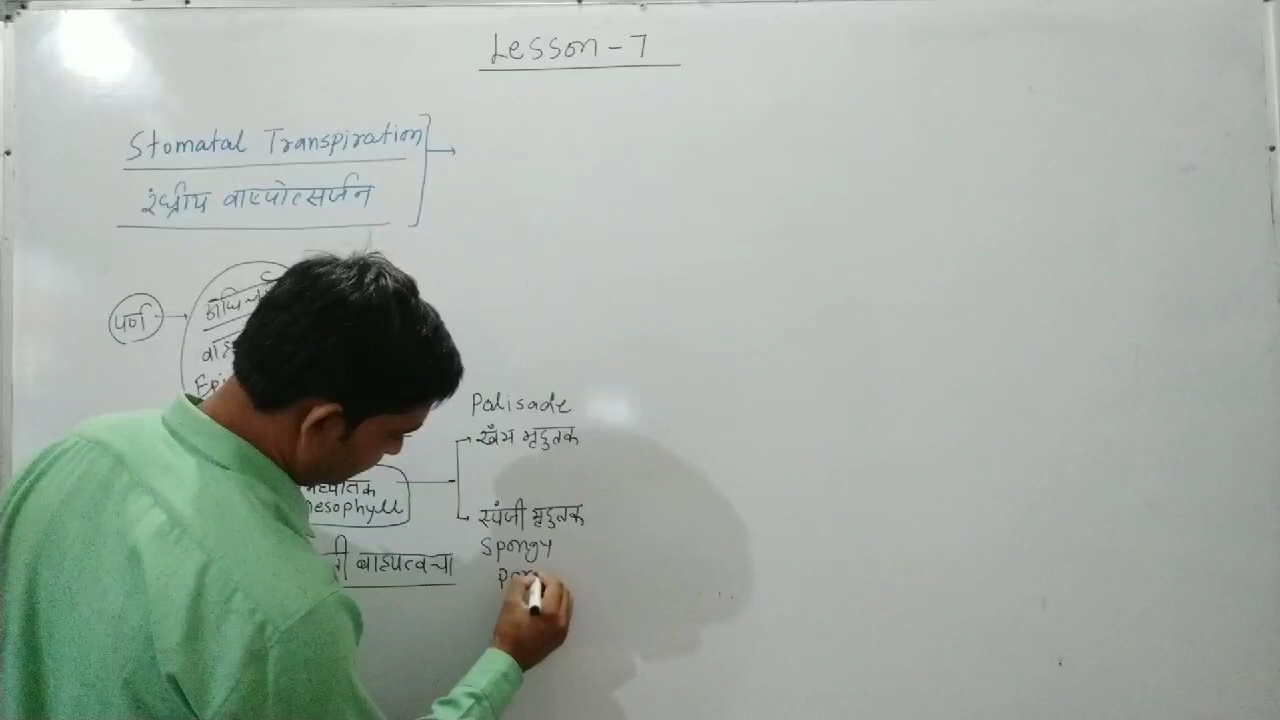 Lesson - 7
Stomatal Transpiration
रंध्रीय वाष्पोत्सर्जन
पर्ण
Palisade
खँभ मृदुतक
mesophyll
स्पंजी मृदुतक
Spongy
बाह्यत्वचा